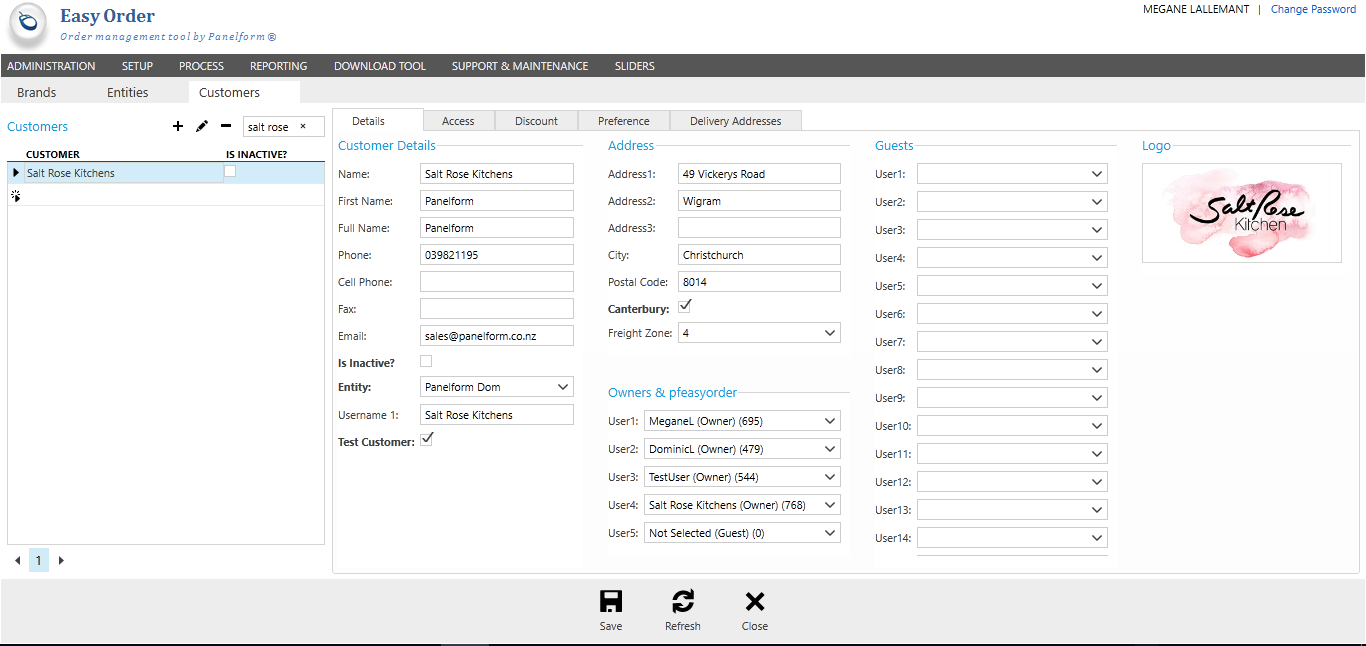 MEGANE LALLEMANT | Change Password
Easy Order
Order management tool by Panelform ®
ADMINISTRATION SETUP PROCESS REPORTING DOWNLOAD TOOL SUPPORT & MAINTENANCE SLIDERS
Brands Entities Customers
Customers
salt rose ×
CUSTOMER IS INACTIVE?
Salt Rose Kitchens
1
Details Access Discount Preference Delivery Addresses
Customer Details
Name: Salt Rose Kitchens
First Name: Panelform
Full Name: Panelform
Phone: 039821195
Cell Phone:
Fax:
Email: sales@panelform.co.nz
Is Inactive?
Entity: Panelform Dom
Username 1: Salt Rose Kitchens
Test Customer:
Address
Address1: 49 Vickerys Road
Address2: Wigram
Address3:
City: Christchurch
Postal Code: 8014
Canterbury:
Freight Zone: 4
Owners & pfeasyorder
User1: MeganeL (Owner) (695)
User2: DominicL (Owner) (479)
User3: TestUser (Owner) (544)
User4: Salt Rose Kitchens (Owner) (768)
User5: Not Selected (Guest) (0)
Guests
User1:
User2:
User3:
User4:
User5:
User6:
User7:
User8:
User9:
User10:
User11:
User12:
User13:
User14:
Logo
Salt Rose
Kitchen
Save Refresh Close